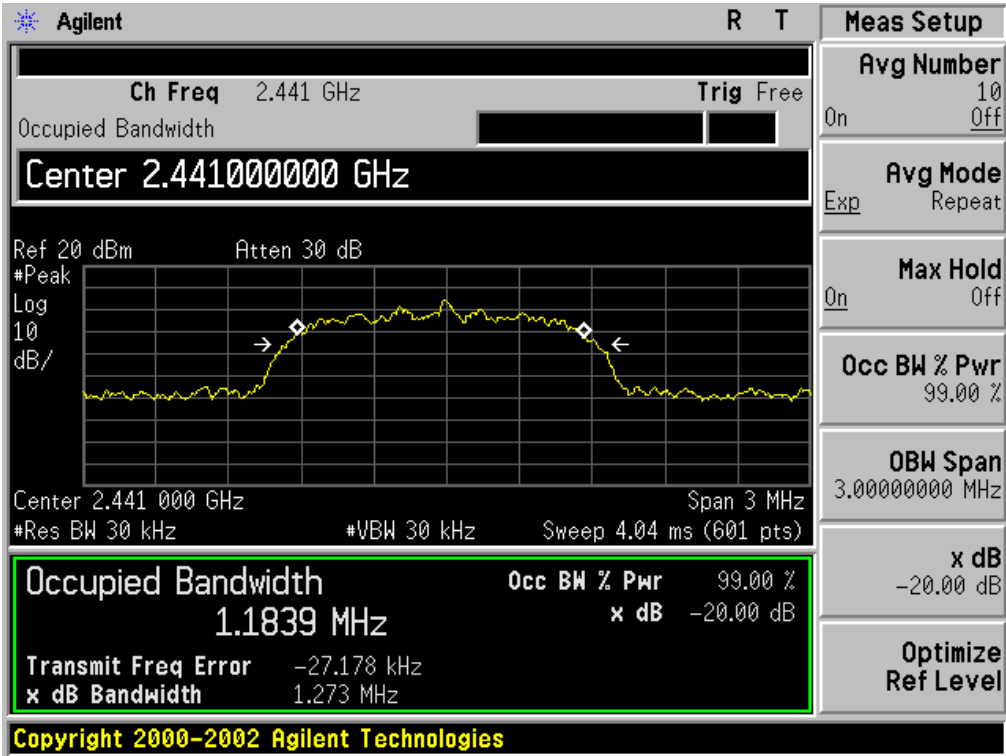 Agilent R T
Ch Freq 2.441 GHz Trig Free
Occupied Bandwidth
Center 2.441000000 GHz
Ref 20 dBm Atten 30 dB
#Peak
Log
10
dB/
Center 2.441 000 GHz Span 3 MHz
#Res BW 30 kHz #VBW 30 kHz Sweep 4.04 ms (601 pts)
Occupied Bandwidth Occ BW % Pwr 99.00 %
1.1839 MHz x dB -20.00 dB
Transmit Freq Error -27.178 kHz
x dB Bandwidth 1.273 MHz
Copyright 2000-2002 Agilent Technologies
Meas Setup
Avg Number
10
On Off
Avg Mode
Exp Repeat
Max Hold
On Off
Occ BW % Pwr
99.00 %
OBW Span
3.00000000 MHz
x dB
-20.00 dB
Optimize
Ref Level